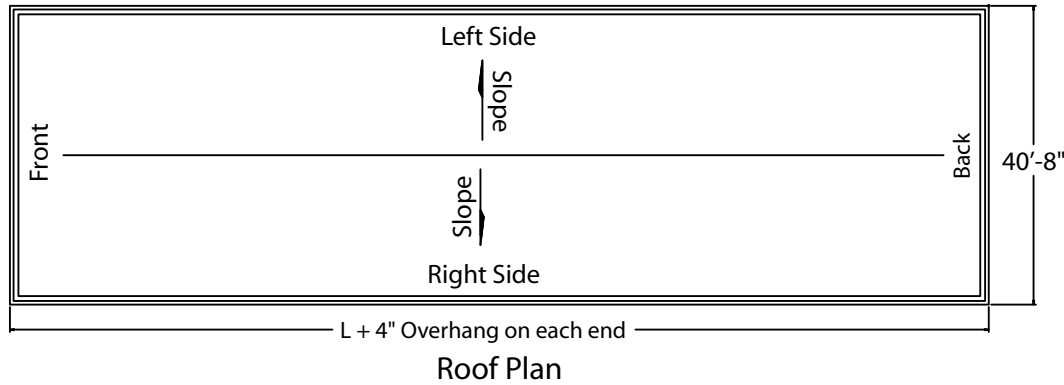 Left Side
Slope
Front
Back
40’-8"
Slope
Right Side
L + 4" Overhang on each end
Roof Plan